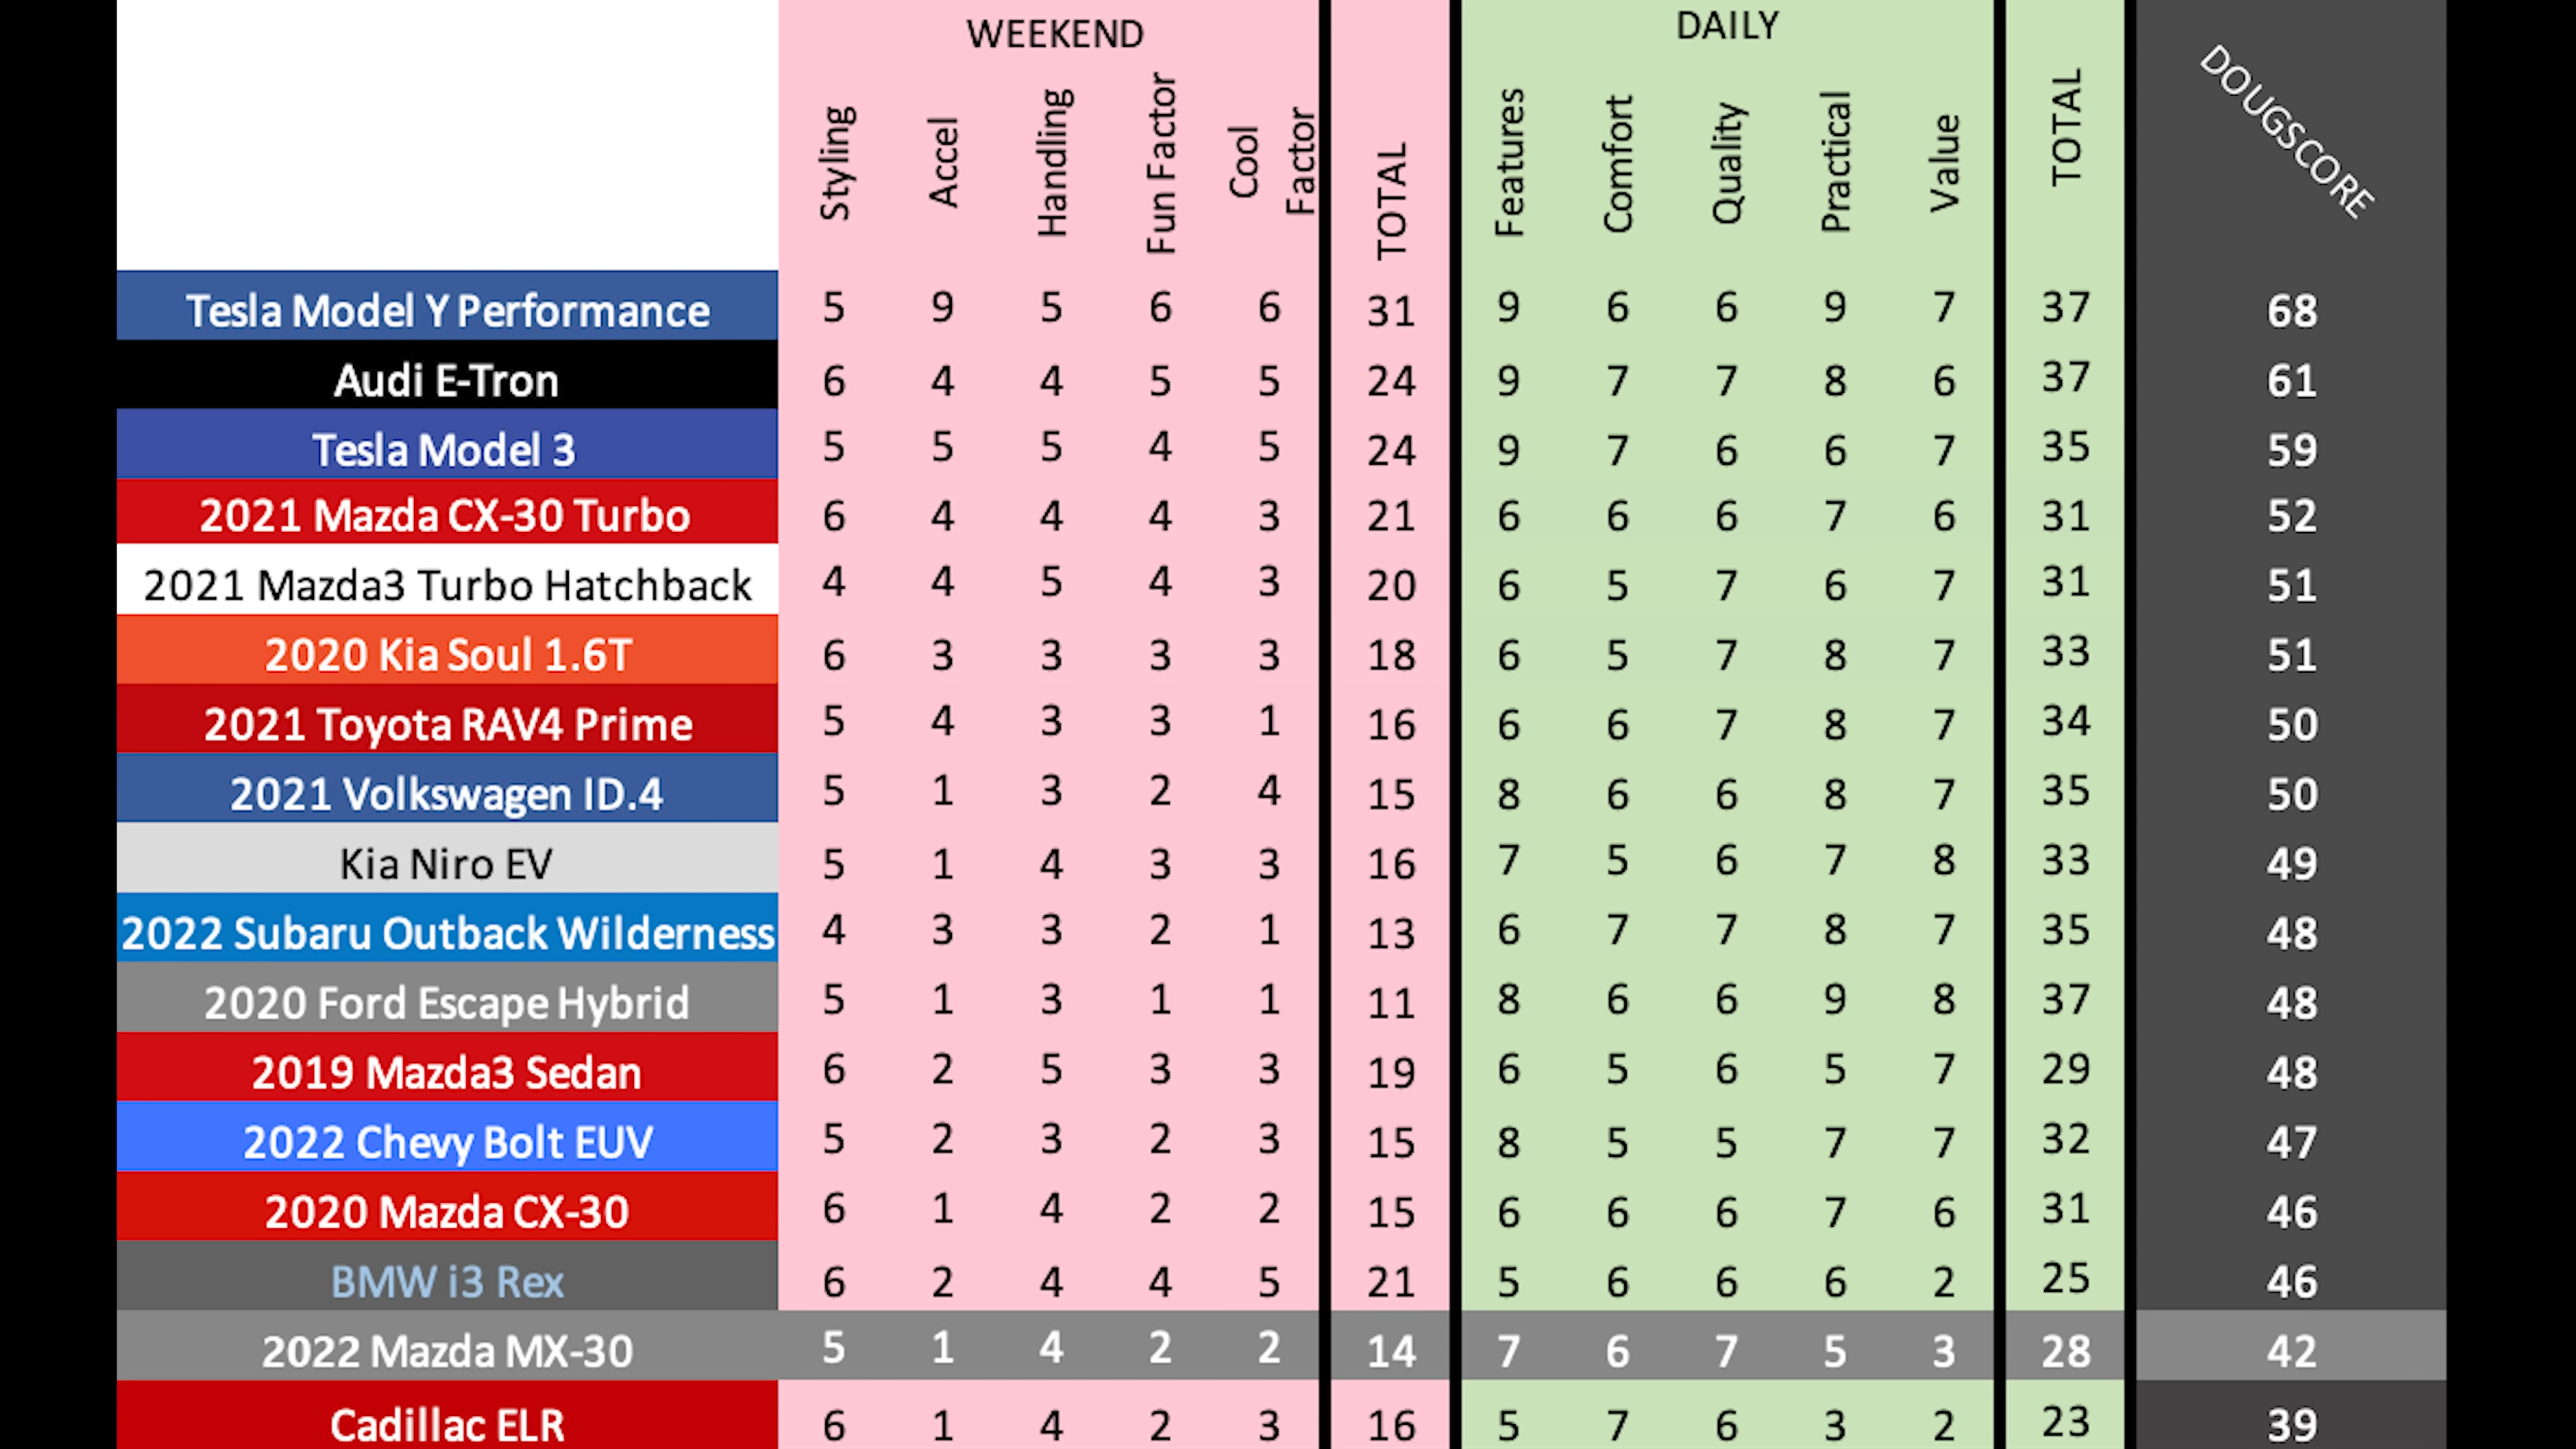 WEEKEND DAILY
Styling Accel Handling Fun Factor Cool Factor TOTAL Features Comfort Quality Practical Value TOTAL DOUGSCORE
Tesla Model Y Performance 5 9 5 6 6 31 9 6 6 9 7 37 68
Audi E-Tron 6 4 4 5 5 24 9 7 7 8 6 37 61
Tesla Model 3 5 5 5 4 5 24 9 7 6 6 7 35 59
2021 Mazda CX-30 Turbo 6 4 4 4 3 21 6 6 6 7 6 31 52
2021 Mazda3 Turbo Hatchback 4 4 5 4 3 20 6 5 7 6 7 31 51
2020 Kia Soul 1.6T 6 3 3 3 3 18 6 5 7 8 7 33 51
2021 Toyota RAV4 Prime 5 4 3 3 1 16 6 6 7 8 7 34 50
2021 Volkswagen ID.4 5 1 3 2 4 15 8 6 6 8 7 35 50
Kia Niro EV 5 1 4 3 3 16 7 5 6 7 8 33 49
2022 Subaru Outback Wilderness 4 3 3 2 1 13 6 7 7 8 7 35 48
2020 Ford Escape Hybrid 5 1 3 1 1 11 8 6 6 9 8 37 48
2019 Mazda3 Sedan 6 2 5 3 3 19 6 5 6 5 7 29 48
2022 Chevy Bolt EUV 5 2 3 2 3 15 8 5 5 7 7 32 47
2020 Mazda CX-30 6 1 4 2 2 15 6 6 6 7 6 31 46
BMW i3 Rex 6 2 4 4 5 21 5 6 6 6 2 25 46
2022 Mazda MX-30 5 1 4 2 2 14 7 6 7 5 3 28 42
Cadillac ELR 6 1 4 2 3 16 5 7 6 3 2 23 39